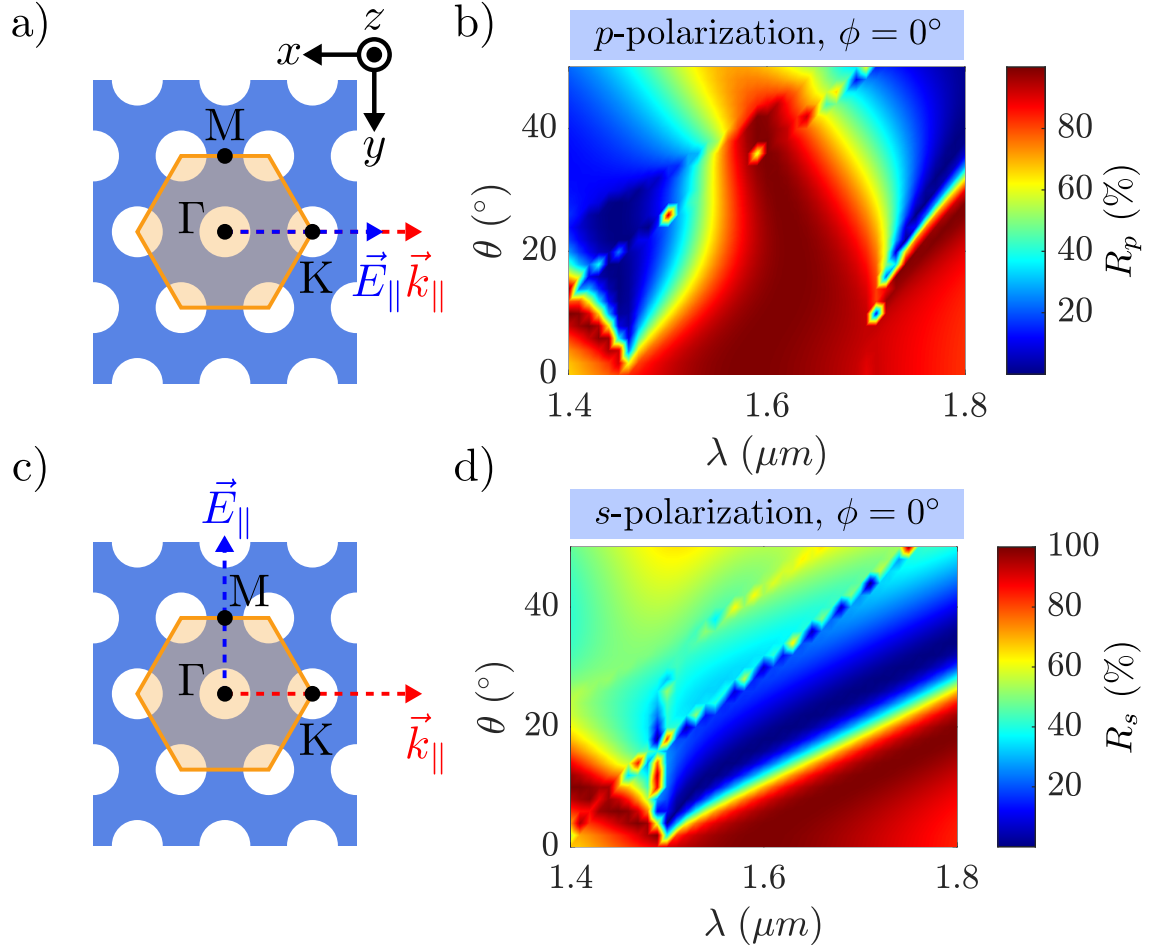 a)
z
x
y
M
Γ
K
E⃗∥ k⃗∥
b)
p-polarization, ϕ = 0°
40
20
0
θ (°)
1.4 1.6 1.8
λ (μm)
80
60
40
20
R_p (%)
c)
E⃗∥
M
Γ
K
k⃗∥
d)
s-polarization, ϕ = 0°
40
20
0
θ (°)
1.4 1.6 1.8
λ (μm)
100
80
60
40
20
R_s (%)